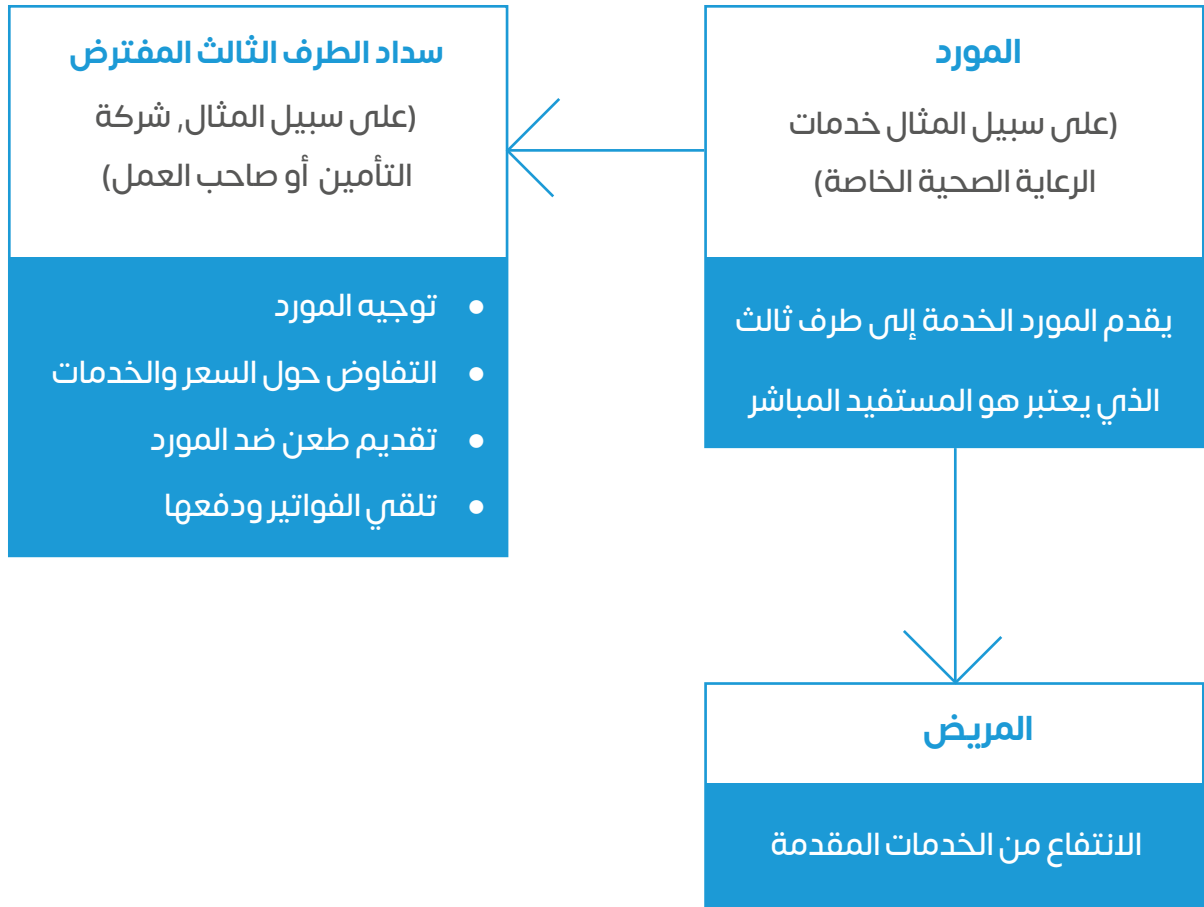 المورد
(على سبيل المثال خدمات
الرعاية الصحية الخاصة)
يقدم المورد الخدمة إلى طرف ثالث
الذي يعتبر هو المستفيد المباشر
سداد الطرف الثالث المفترض
(على سبيل المثال, شركة
التأمين أو صاحب العمل)
● توجيه المورد
● التفاوض حول السعر والخدمات
● تقديم طعن ضد المورد
● تلقي الفواتير ودفعها
المريض
الانتفاع من الخدمات المقدمة